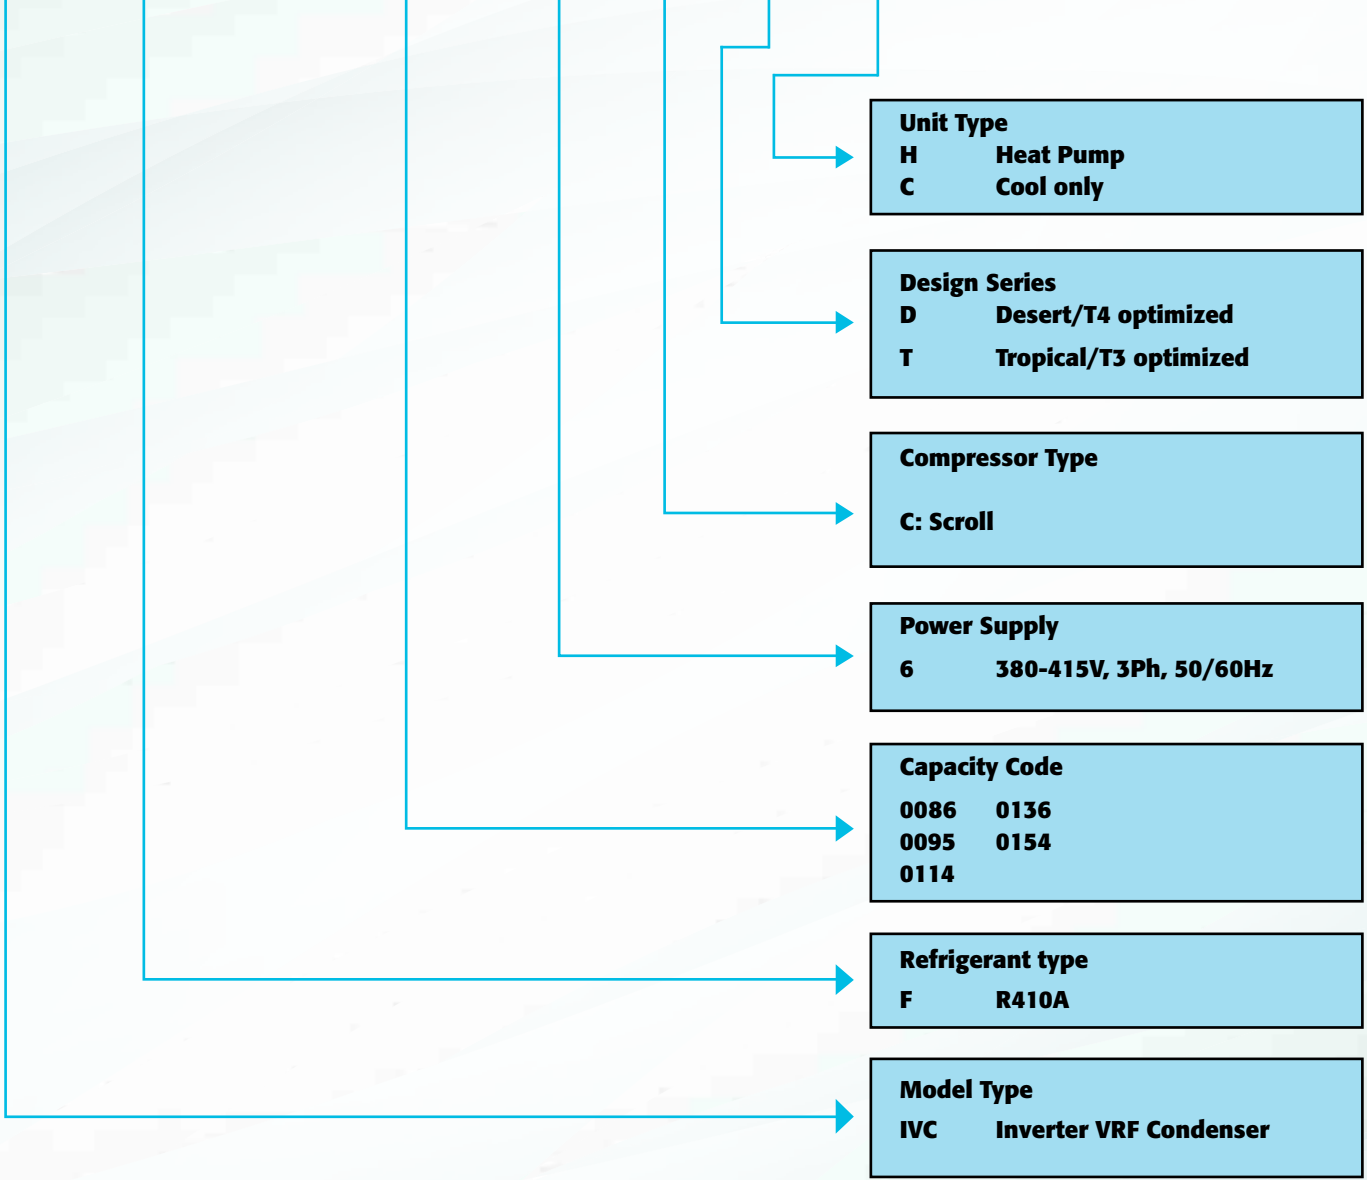 Unit Type
H Heat Pump
C Cool only
Design Series
D Desert/T4 optimized
T Tropical/T3 optimized
Compressor Type
C: Scroll
Power Supply
6 380-415V, 3Ph, 50/60Hz
Capacity Code
0086 0136
0095 0154
0114
Refrigerant type
F R410A
Model Type
IVC Inverter VRF Condenser